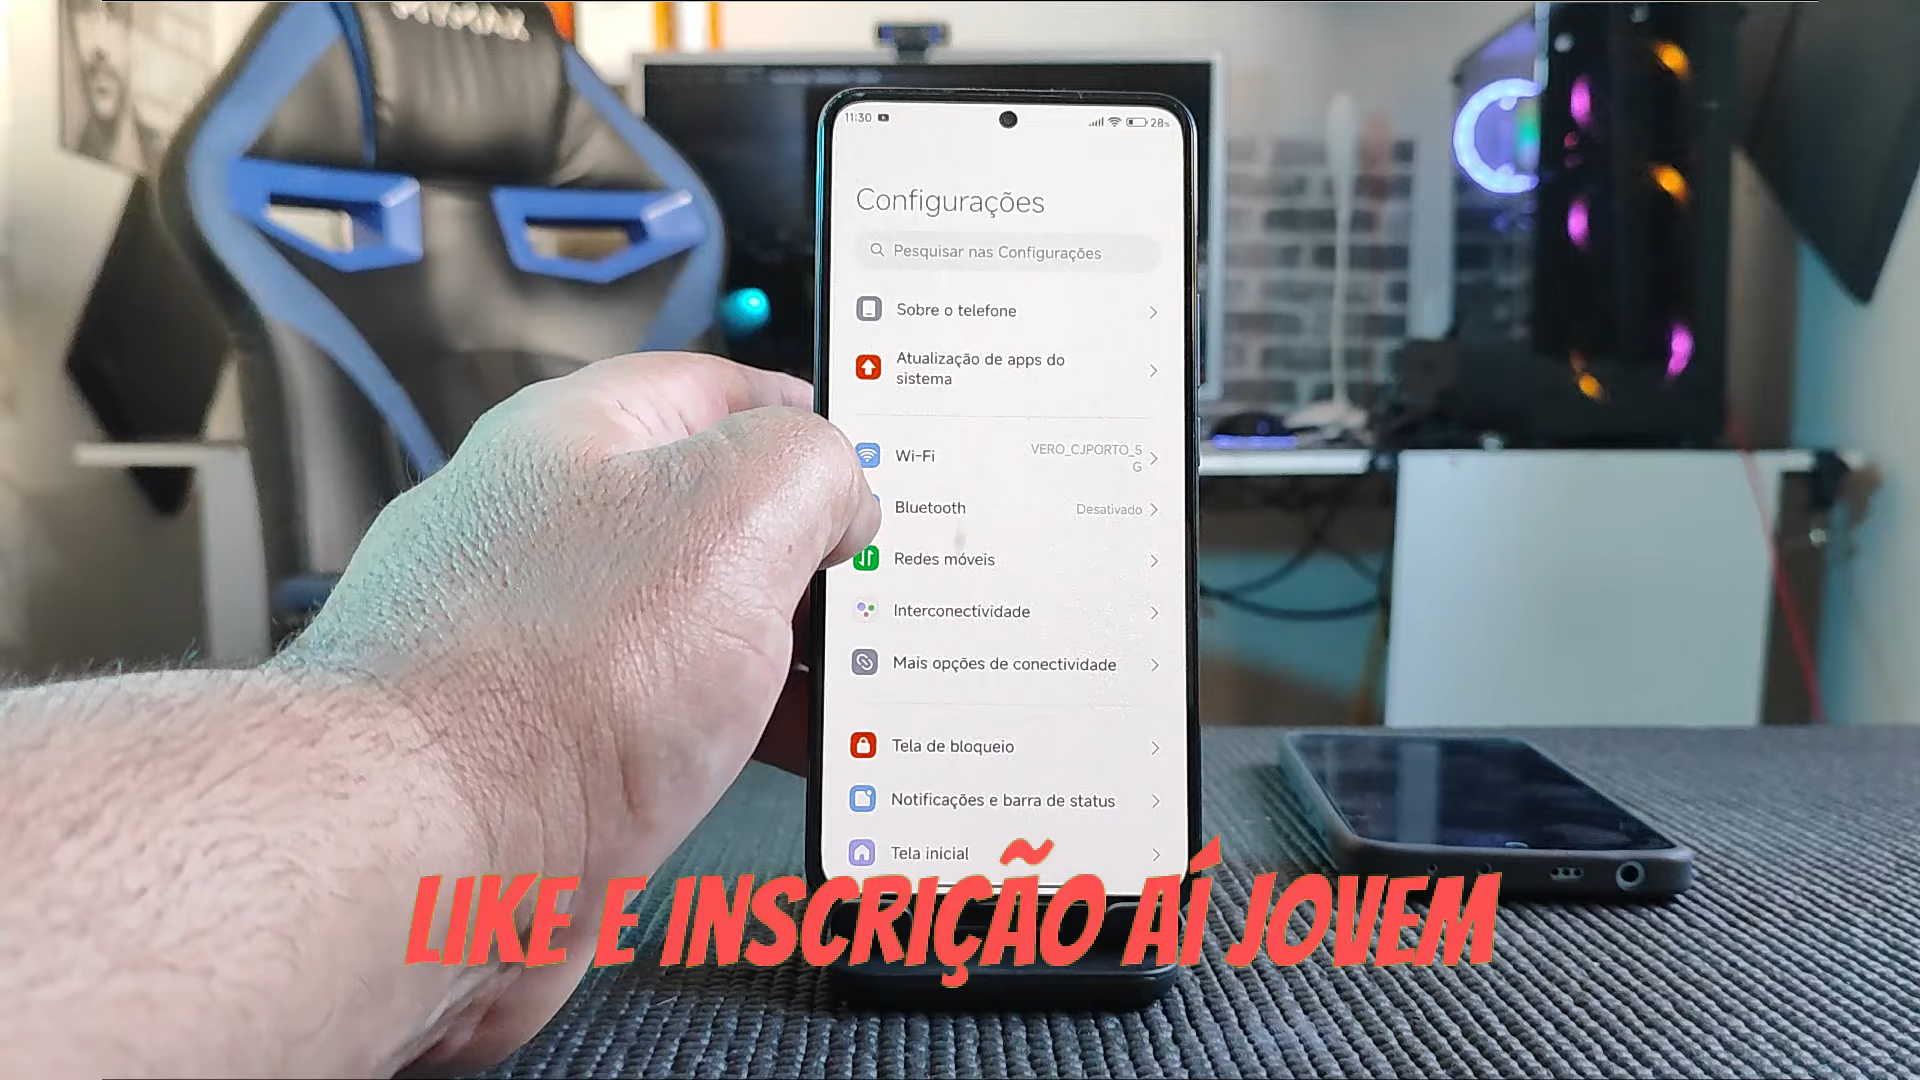 11:30
28%
Configurações
Pesquisar nas Configurações
Sobre o telefone
Atualização de apps do
sistema
Wi-Fi
VERO_CJPORTO_5
G
Bluetooth
Desativado
Redes móveis
Interconectividade
Mais opções de conectividade
Tela de bloqueio
Notificações e barra de status
Tela inicial
LIKE E INSCRIÇÃO AÍ JOVEM